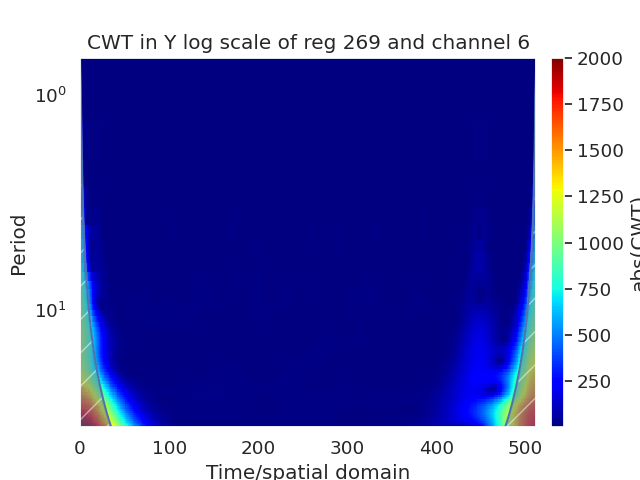 CWT in Y log scale of reg 269 and channel 6
Period
10⁰
10¹
0 100 200 300 400 500
Time/spatial domain
2000
1750
1500
1250
1000
750
500
250
abs(CWT)